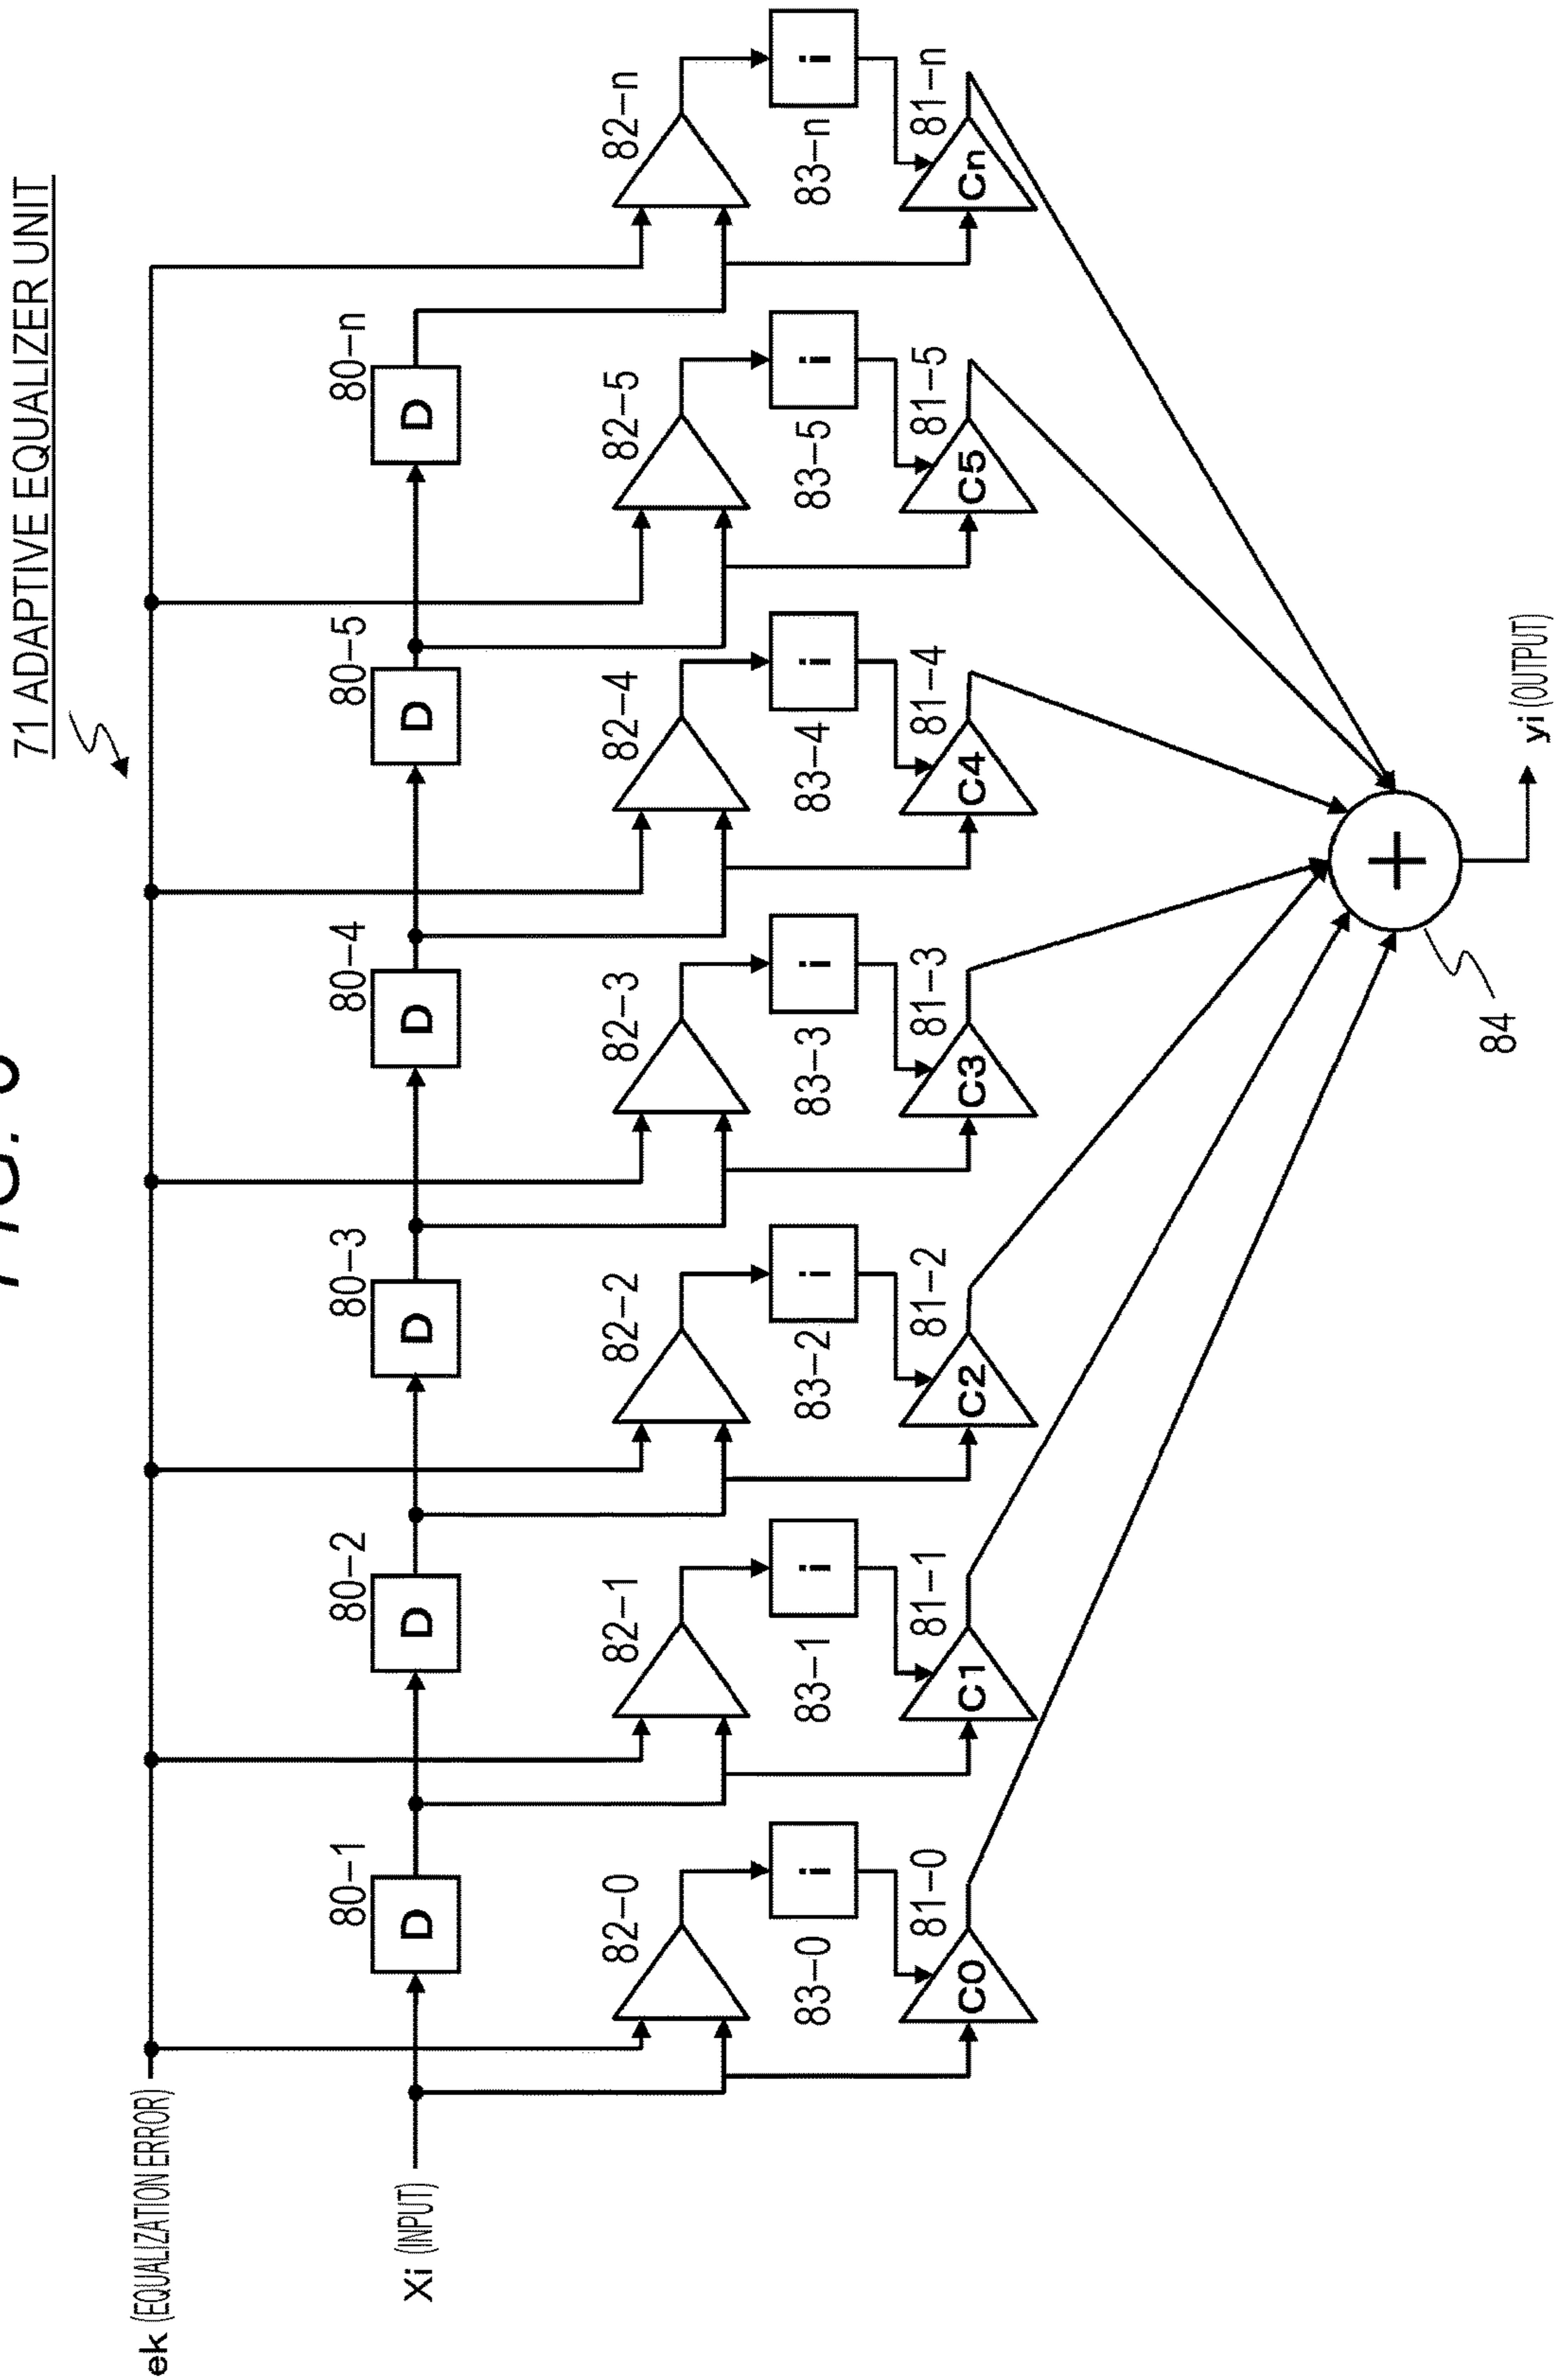 FIG.
71 ADAPTIVE EQUALIZER UNIT
ek (EQUALIZATION ERROR)
Xi (INPUT)
80-1 80-2 80-3 80-4 80-5 80-n
D D D D D D
82-0 82-1 82-2 82-3 82-4 82-5 82-n
83-0 83-1 83-2 83-3 83-4 83-5 83-n
i i i i i i i
81-0 81-1 81-2 81-3 81-4 81-5 81-n
C0 C1 C2 C3 C4 C5 Cn
+
84
yi (OUTPUT)